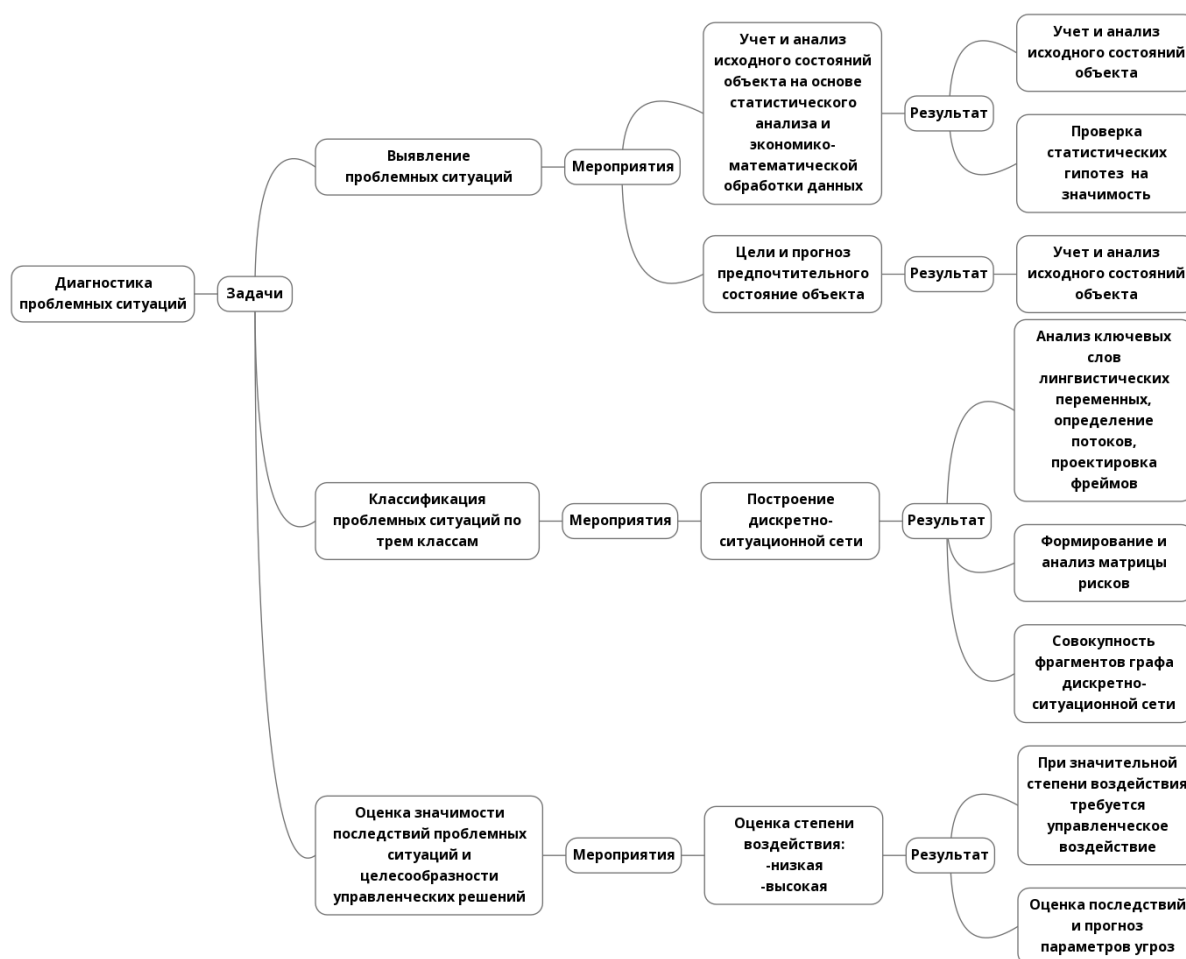 Диагностика
проблемных ситуаций
Задачи
Выявление
проблемных ситуаций
Мероприятия
Учет и анализ
исходного состояний
объекта на основе
статистического
анализа и
экономико-
математической
обработки данных
Результат
Учет и анализ
исходного состояний
объекта
Проверка
статистических
гипотез на
значимость
Цели и прогноз
предпочтительного
состояние объекта
Результат
Учет и анализ
исходного состояний
объекта
Классификация
проблемных ситуаций по
трем классам
Мероприятия
Построение
дискретно-
ситуационной сети
Результат
Анализ ключевых
слов
лингвистических
переменных,
определение
потоков,
проектировка
фреймов
Формирование и
анализ матрицы
рисков
Совокупность
фрагментов графа
дискретно-
ситуационной сети
Оценка значимости
последствий проблемных
ситуаций и
целесообразности
управленческих решений
Мероприятия
Оценка степени
воздействия:
-низкая
-высокая
Результат
При значительной
степени воздействия
требуется
управленческое
воздействие
Оценка последствий
и прогноз
параметров угроз